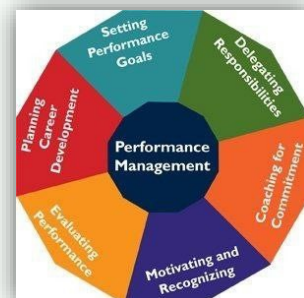 Performance
Management
Setting
Performance
Goals
Delegating
Responsibilities
Coaching for
Commitment
Motivating and
Recognizing
Evaluating
Performance
Planning
Career
Development